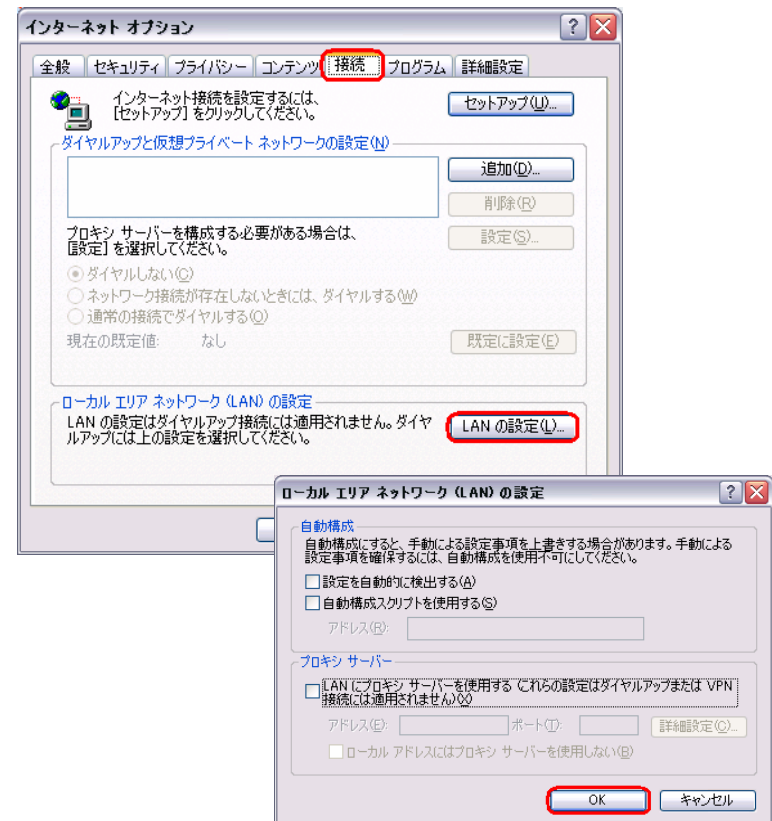 インターネット オプション
全般 セキュリティ プライバシー コンテンツ 接続 プログラム 詳細設定
インターネット接続を設定するには、
[セットアップ] をクリックしてください。
セットアップ(U)...
ダイヤルアップと仮想プライベート ネットワークの設定(N)
追加(D)...
削除(R)
プロキシ サーバーを構成する必要がある場合は、
[設定] を選択してください。
設定(S)...
ダイヤルしない(C)
ネットワーク接続が存在しないときには、ダイヤルする(W)
通常の接続でダイヤルする(O)
現在の既定値: なし
既定に設定(E)
ローカル エリア ネットワーク (LAN) の設定
LAN の設定はダイヤルアップ接続には適用されません。ダイヤ
ルアップには上の設定を選択してください。
LAN の設定(L)...
ローカル エリア ネットワーク (LAN) の設定
自動構成
自動構成にすると、手動による設定事項を上書きする場合があります。手動による
設定事項を確保するには、自動構成を使用不可にしてください。
設定を自動的に検出する(A)
自動構成スクリプトを使用する(S)
アドレス(R):
プロキシ サーバー
LAN にプロキシ サーバーを使用する (これらの設定はダイヤルアップまたは VPN
接続には適用されません)(X)
アドレス(E): ポート(T): 詳細設定(C)...
ローカル アドレスにはプロキシ サーバーを使用しない(B)
OK キャンセル